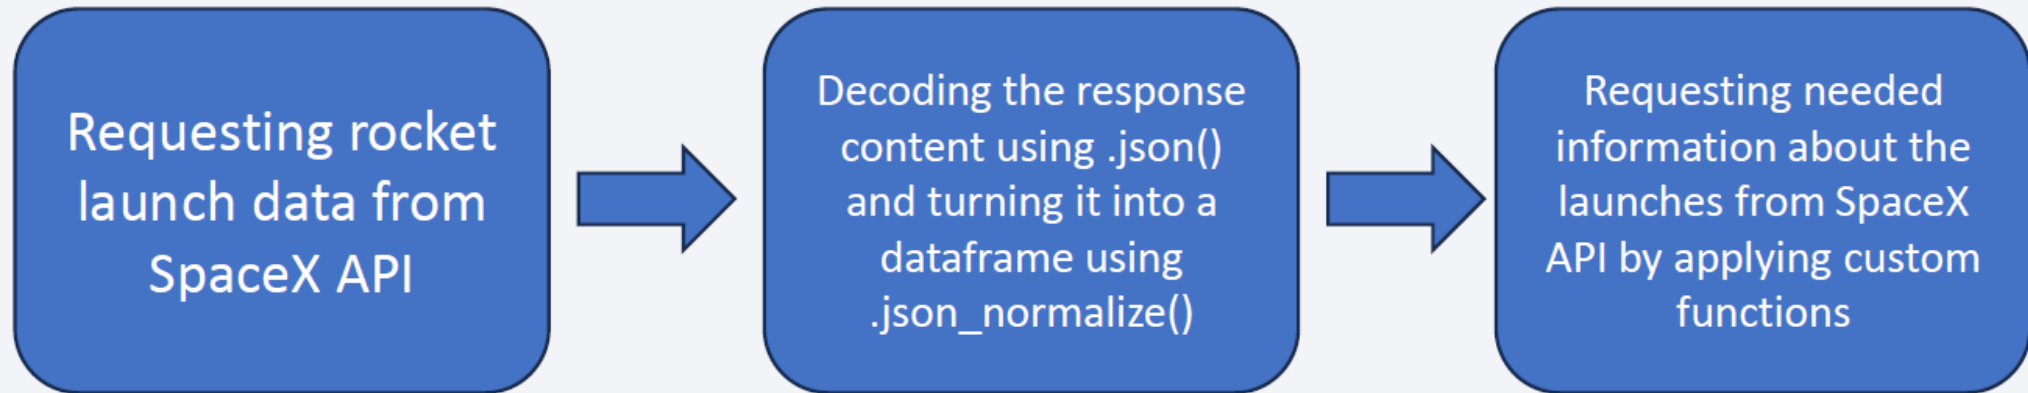 Requesting rocket
launch data from
SpaceX API
Decoding the response
content using .json()
and turning it into a
dataframe using
.json_normalize()
Requesting needed
information about the
launches from SpaceX
API by applying custom
functions